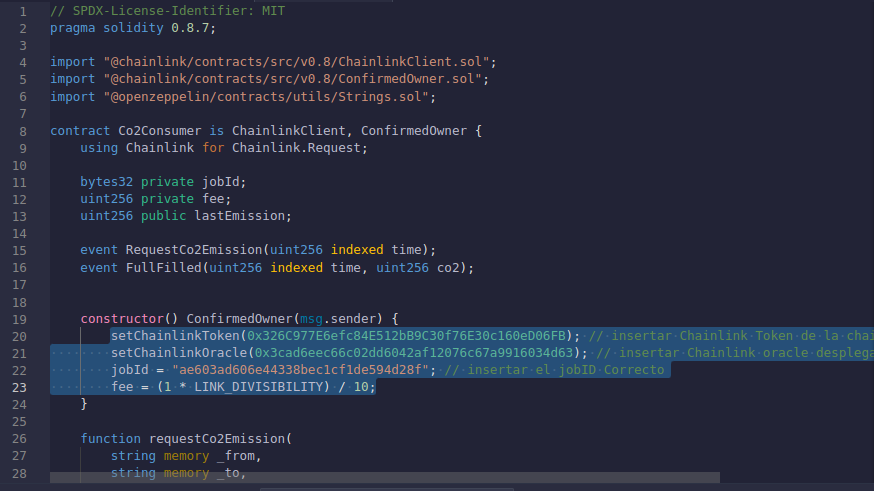 1 // SPDX-License-Identifier: MIT
2 pragma solidity 0.8.7;
3
4 import "@chainlink/contracts/src/v0.8/ChainlinkClient.sol";
5 import "@chainlink/contracts/src/v0.8/ConfirmedOwner.sol";
6 import "@openzeppelin/contracts/utils/Strings.sol";
7
8 contract Co2Consumer is ChainlinkClient, ConfirmedOwner {
9 using Chainlink for Chainlink.Request;
10
11 bytes32 private jobId;
12 uint256 private fee;
13 uint256 public lastEmission;
14
15 event RequestCo2Emission(uint256 indexed time);
16 event FullFilled(uint256 indexed time, uint256 co2);
17
18
19 constructor() ConfirmedOwner(msg.sender) {
20 setChainlinkToken(0x326C977E6efc84E512bB9C30f76E30c160eD06FB); // insertar Chainlink Token de la chai
21 setChainlinkOracle(0x3cad6eec66c02dd6042af12076c67a9916034d63); // insertar Chainlink oracle desplega
22 jobId = "ae603ad606e44338bec1cf1de594d28f"; // insertar el jobID Correcto
23 fee = (1 * LINK_DIVISIBILITY) / 10;
24 }
25
26 function requestCo2Emission(
27 string memory _from,
28 string memory _to,